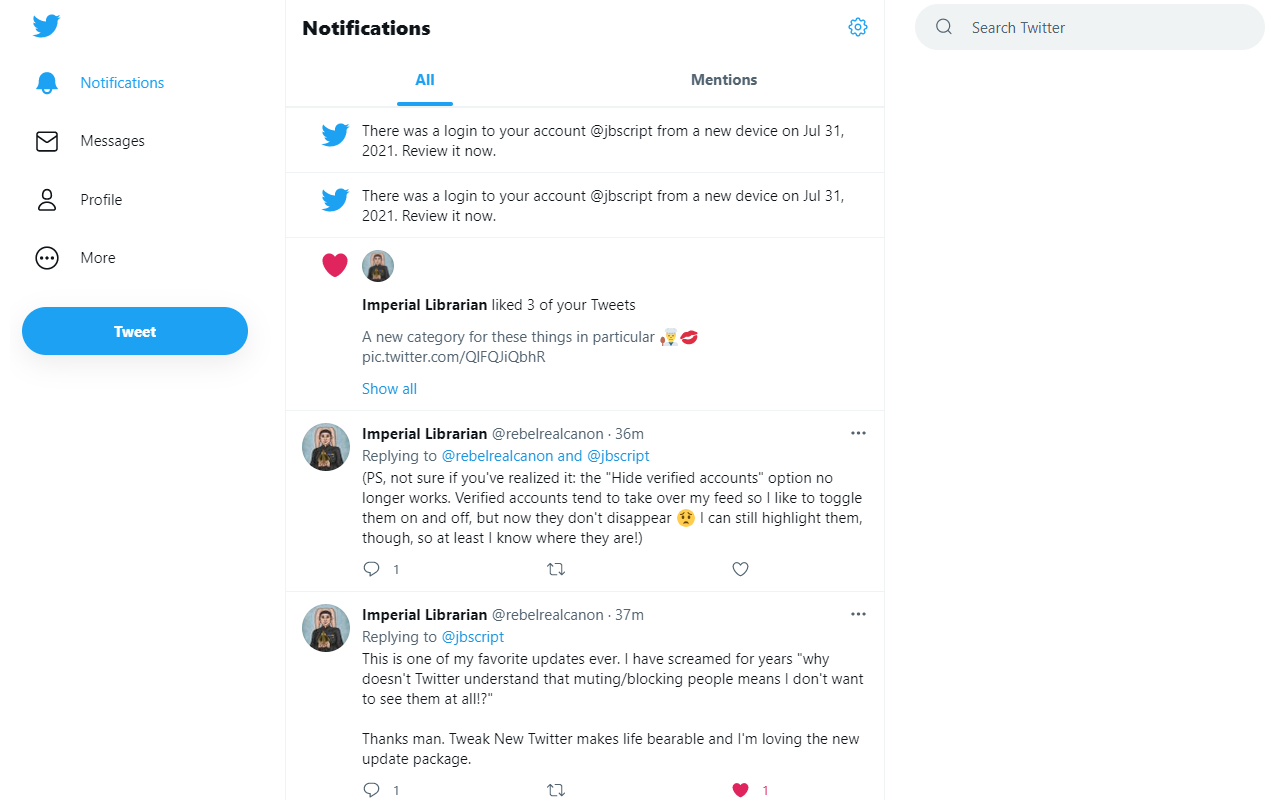 Notifications
Messages
Profile
More
Tweet
Notifications
All
Mentions
There was a login to your account @jbscript from a new device on Jul 31,
2021. Review it now.
There was a login to your account @jbscript from a new device on Jul 31,
2021. Review it now.
Imperial Librarian liked 3 of your Tweets
A new category for these things in particular 👨‍🍳💋
pic.twitter.com/QIFQJiQbhR
Show all
Imperial Librarian @rebelrealcanon · 36m
Replying to @rebelrealcanon and @jbscript
(PS, not sure if you've realized it: the "Hide verified accounts" option no
longer works. Verified accounts tend to take over my feed so I like to toggle
them on and off, but now they don't disappear 😟 I can still highlight them,
though, so at least I know where they are!)
1
Imperial Librarian @rebelrealcanon · 37m
Replying to @jbscript
This is one of my favorite updates ever. I have screamed for years "why
doesn't Twitter understand that muting/blocking people means I don't want
to see them at all!?"
Thanks man. Tweak New Twitter makes life bearable and I'm loving the new
update package.
1 1
Search Twitter